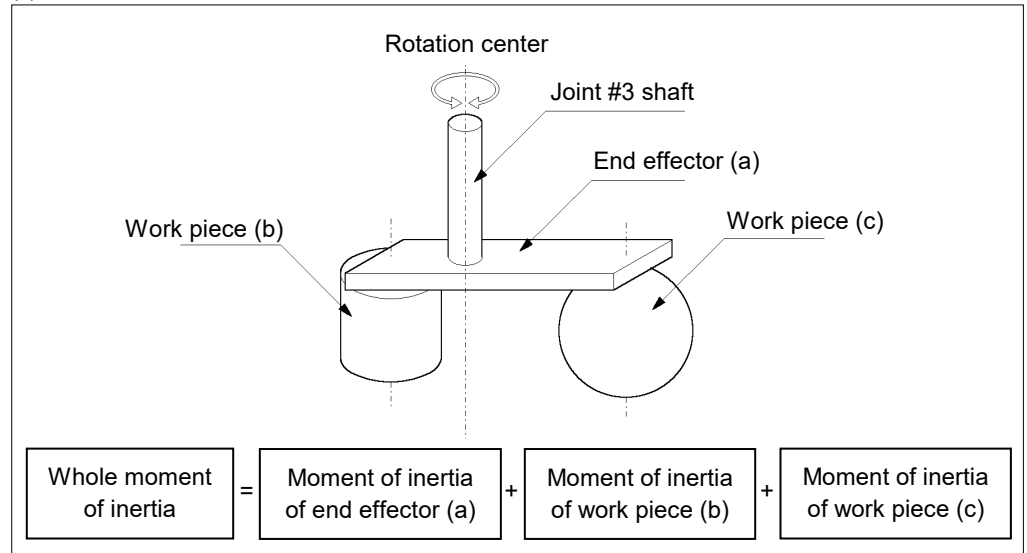 Rotation center
Joint #3 shaft
End effector (a)
Work piece (b)
Work piece (c)
Whole moment
of inertia
=
Moment of inertia
of end effector (a)
+
Moment of inertia
of work piece (b)
+
Moment of inertia
of work piece (c)